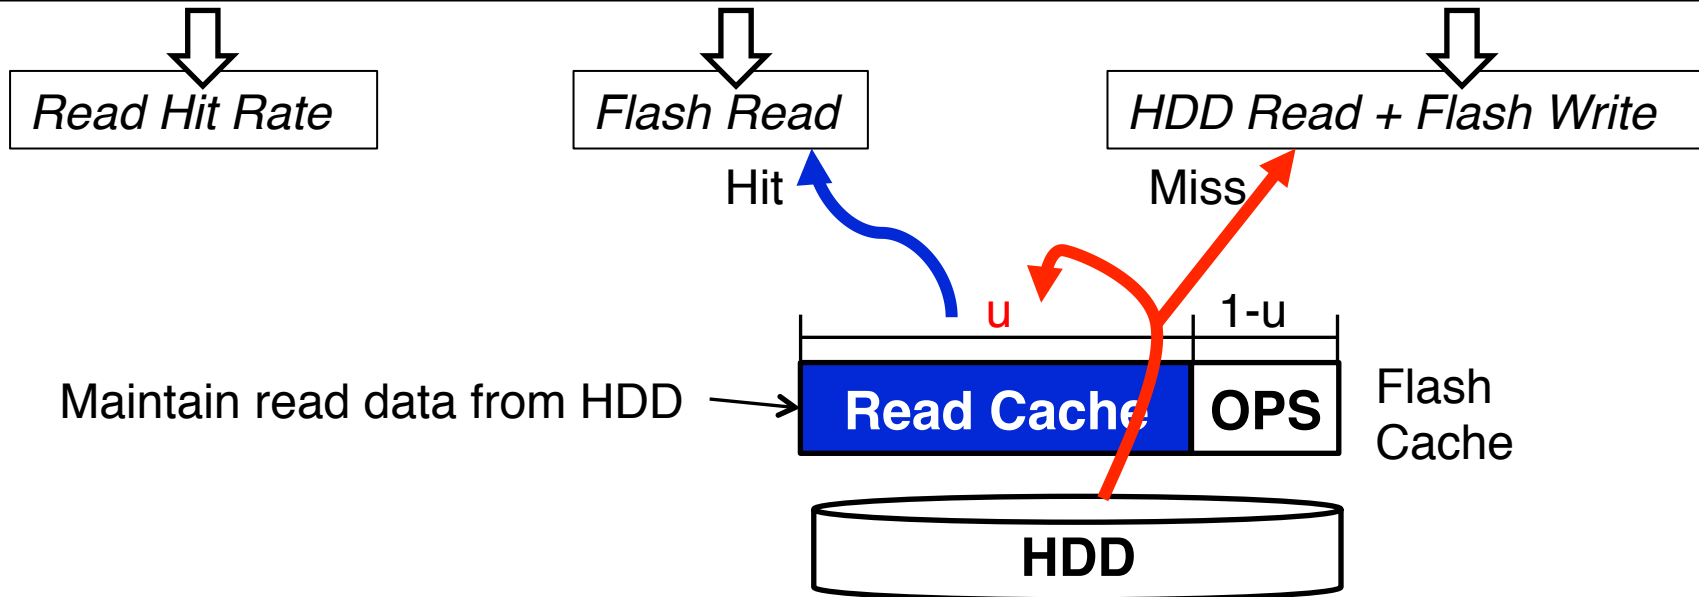 Read Hit Rate
Flash Read
HDD Read + Flash Write
Hit
Miss
u
1-u
Maintain read data from HDD
Read Cache
OPS
Flash
Cache
HDD